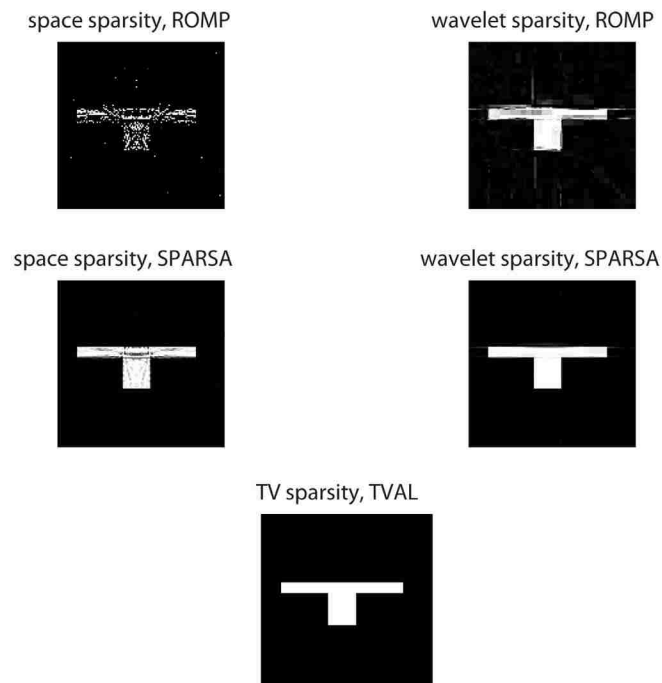 space sparsity, ROMP
wavelet sparsity, ROMP
space sparsity, SPARSA
wavelet sparsity, SPARSA
TV sparsity, TVAL